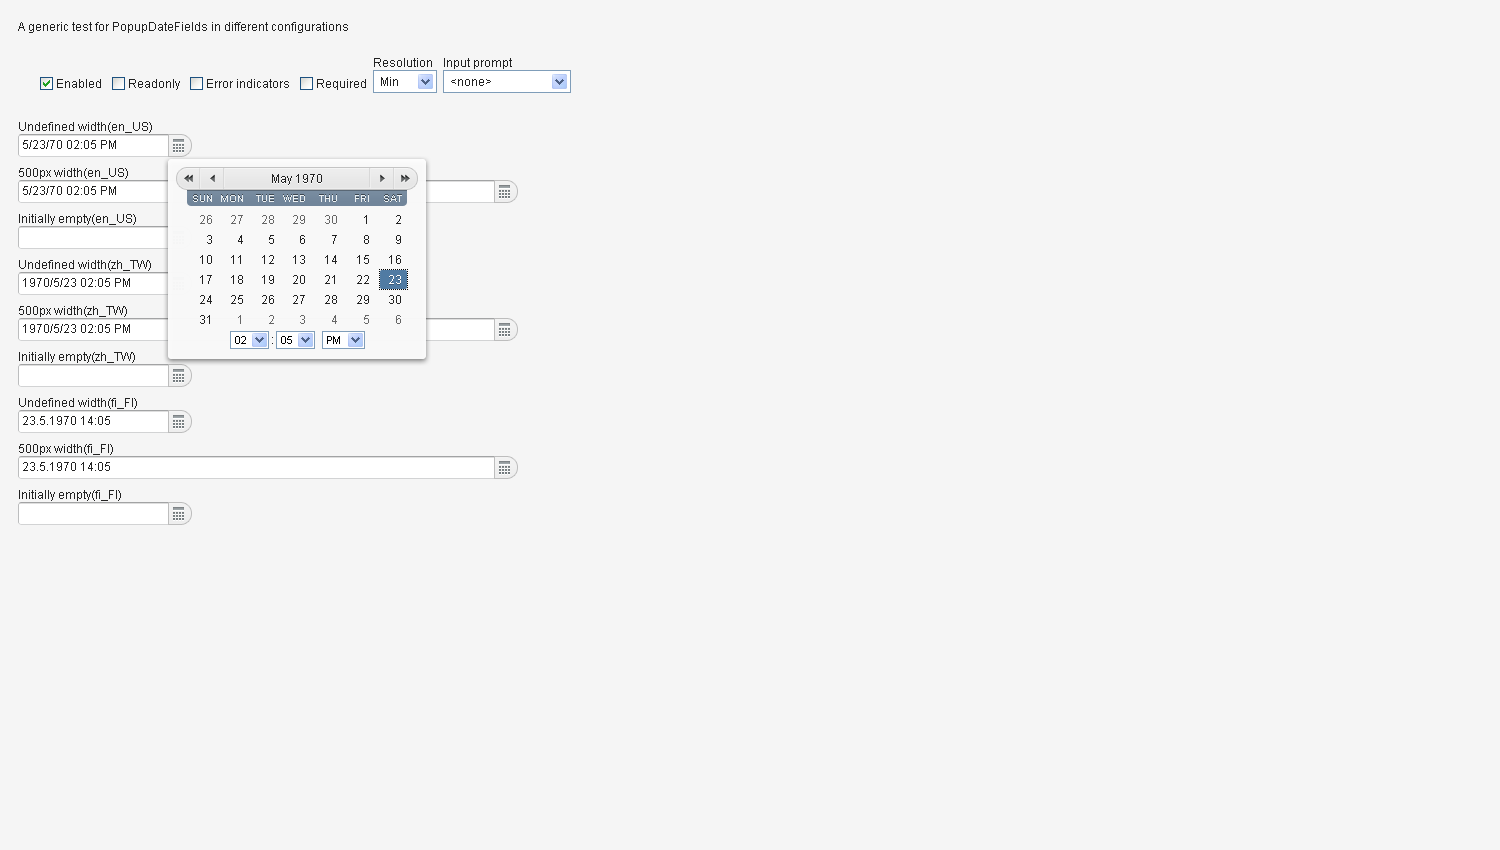 A generic test for PopupDateFields in different configurations
Resolution Input prompt
Enabled Readonly Error indicators Required Min <none>
Undefined width(en_US)
5/23/70 02:05 PM
500px width(en_US)
5/23/70 02:05 PM
Initially empty(en_US)
Undefined width(zh_TW)
1970/5/23 02:05 PM
500px width(zh_TW)
1970/5/23 02:05 PM
Initially empty(zh_TW)
Undefined width(fi_FI)
23.5.1970 14:05
500px width(fi_FI)
23.5.1970 14:05
Initially empty(fi_FI)
May 1970
SUN MON TUE WED THU FRI SAT
26 27 28 29 30 1 2
3 4 5 6 7 8 9
10 11 12 13 14 15 16
17 18 19 20 21 22 23
24 25 26 27 28 29 30
31 1 2 3 4 5 6
02 : 05 PM